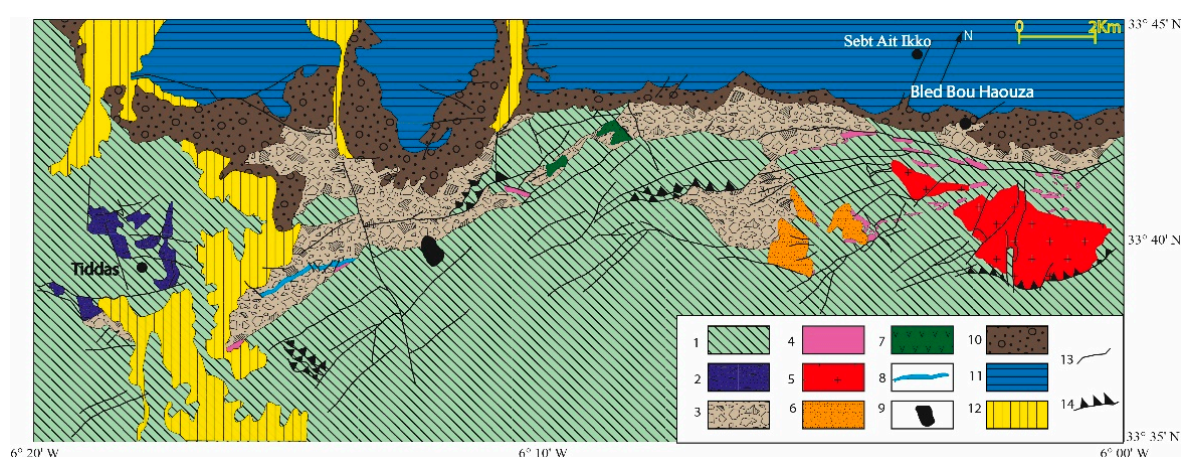 33° 45' N
0 2Km
Sebt Ait Ikko
N
Bled Bou Haouza
33° 40' N
Tiddas
1 4 7 10 13
2 5 8 11
3 6 9 12 14
33° 35' N
6° 20' W 6° 10' W 6° 00' W